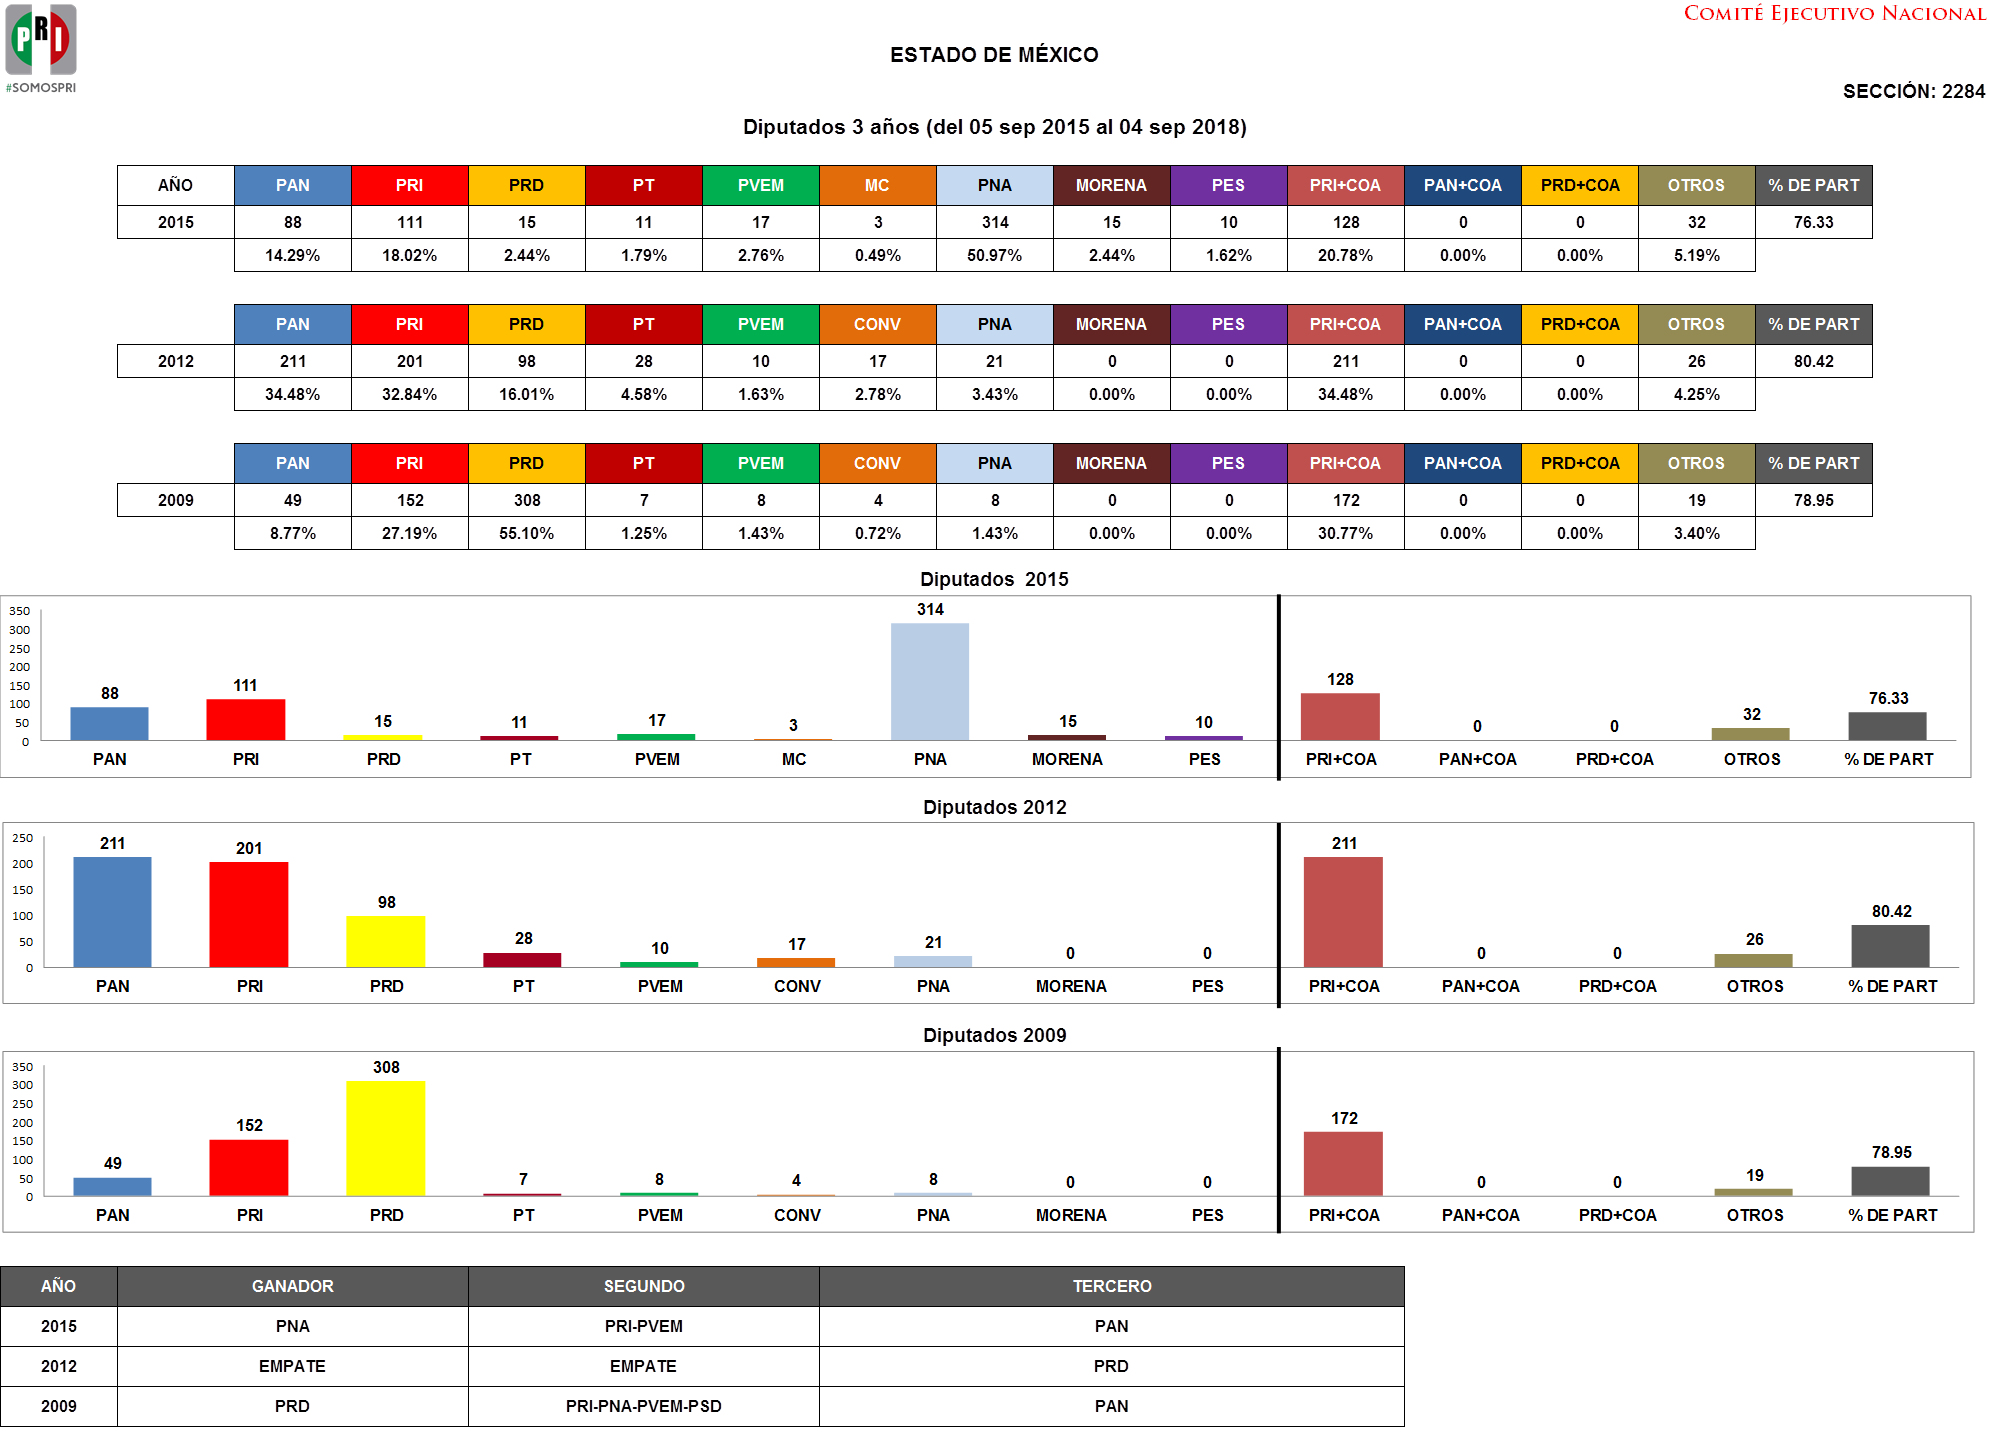 PRI
#SOMOSPRI
COMITÉ EJECUTIVO NACIONAL
ESTADO DE MÉXICO
SECCIÓN: 2284
Diputados 3 años (del 05 sep 2015 al 04 sep 2018)
AÑO PAN PRI PRD PT PVEM MC PNA MORENA PES PRI+COA PAN+COA PRD+COA OTROS % DE PART
2015 88 111 15 11 17 3 314 15 10 128 0 0 32 76.33
14.29% 18.02% 2.44% 1.79% 2.76% 0.49% 50.97% 2.44% 1.62% 20.78% 0.00% 0.00% 5.19%
PAN PRI PRD PT PVEM CONV PNA MORENA PES PRI+COA PAN+COA PRD+COA OTROS % DE PART
2012 211 201 98 28 10 17 21 0 0 211 0 0 26 80.42
34.48% 32.84% 16.01% 4.58% 1.63% 2.78% 3.43% 0.00% 0.00% 34.48% 0.00% 0.00% 4.25%
PAN PRI PRD PT PVEM CONV PNA MORENA PES PRI+COA PAN+COA PRD+COA OTROS % DE PART
2009 49 152 308 7 8 4 8 0 0 172 0 0 19 78.95
8.77% 27.19% 55.10% 1.25% 1.43% 0.72% 1.43% 0.00% 0.00% 30.77% 0.00% 0.00% 3.40%
Diputados 2015
350
300
250
200
150
100
50
0
88 111 15 11 17 3 314 15 10 128 0 0 32 76.33
PAN PRI PRD PT PVEM MC PNA MORENA PES PRI+COA PAN+COA PRD+COA OTROS % DE PART
Diputados 2012
250
200
150
100
50
0
211 201 98 28 10 17 21 0 0 211 0 0 26 80.42
PAN PRI PRD PT PVEM CONV PNA MORENA PES PRI+COA PAN+COA PRD+COA OTROS % DE PART
Diputados 2009
350
300
250
200
150
100
50
0
49 152 308 7 8 4 8 0 0 172 0 0 19 78.95
PAN PRI PRD PT PVEM CONV PNA MORENA PES PRI+COA PAN+COA PRD+COA OTROS % DE PART
AÑO GANADOR SEGUNDO TERCERO
2015 PNA PRI-PVEM PAN
2012 EMPATE EMPATE PRD
2009 PRD PRI-PNA-PVEM-PSD PAN